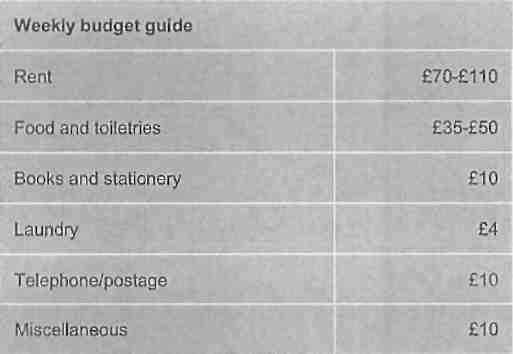 Weekly budget guide
Rent £70-£110
Food and toiletries £35-£50
Books and stationery £10
Laundry £4
Telephone/postage £10
Miscellaneous £10